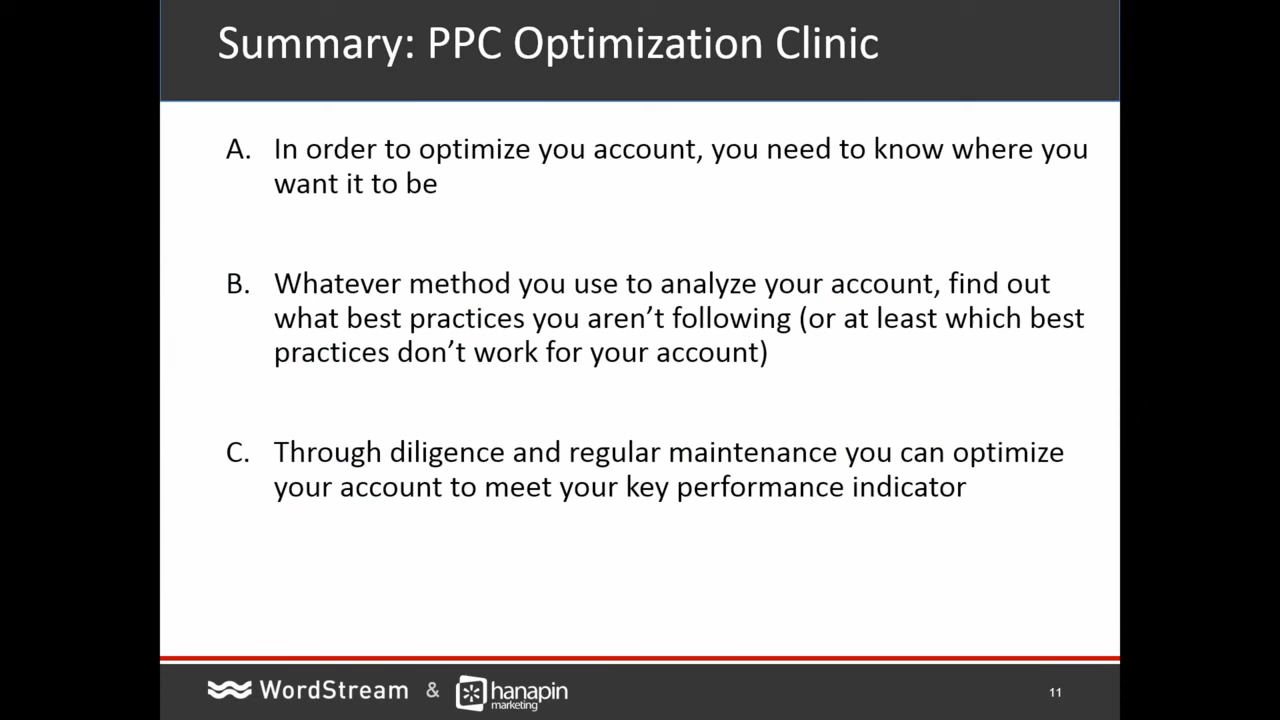 Summary: PPC Optimization Clinic
A. In order to optimize you account, you need to know where you
want it to be
B. Whatever method you use to analyze your account, find out
what best practices you aren’t following (or at least which best
practices don’t work for your account)
C. Through diligence and regular maintenance you can optimize
your account to meet your key performance indicator
WordStream & hanapin
marketing
11